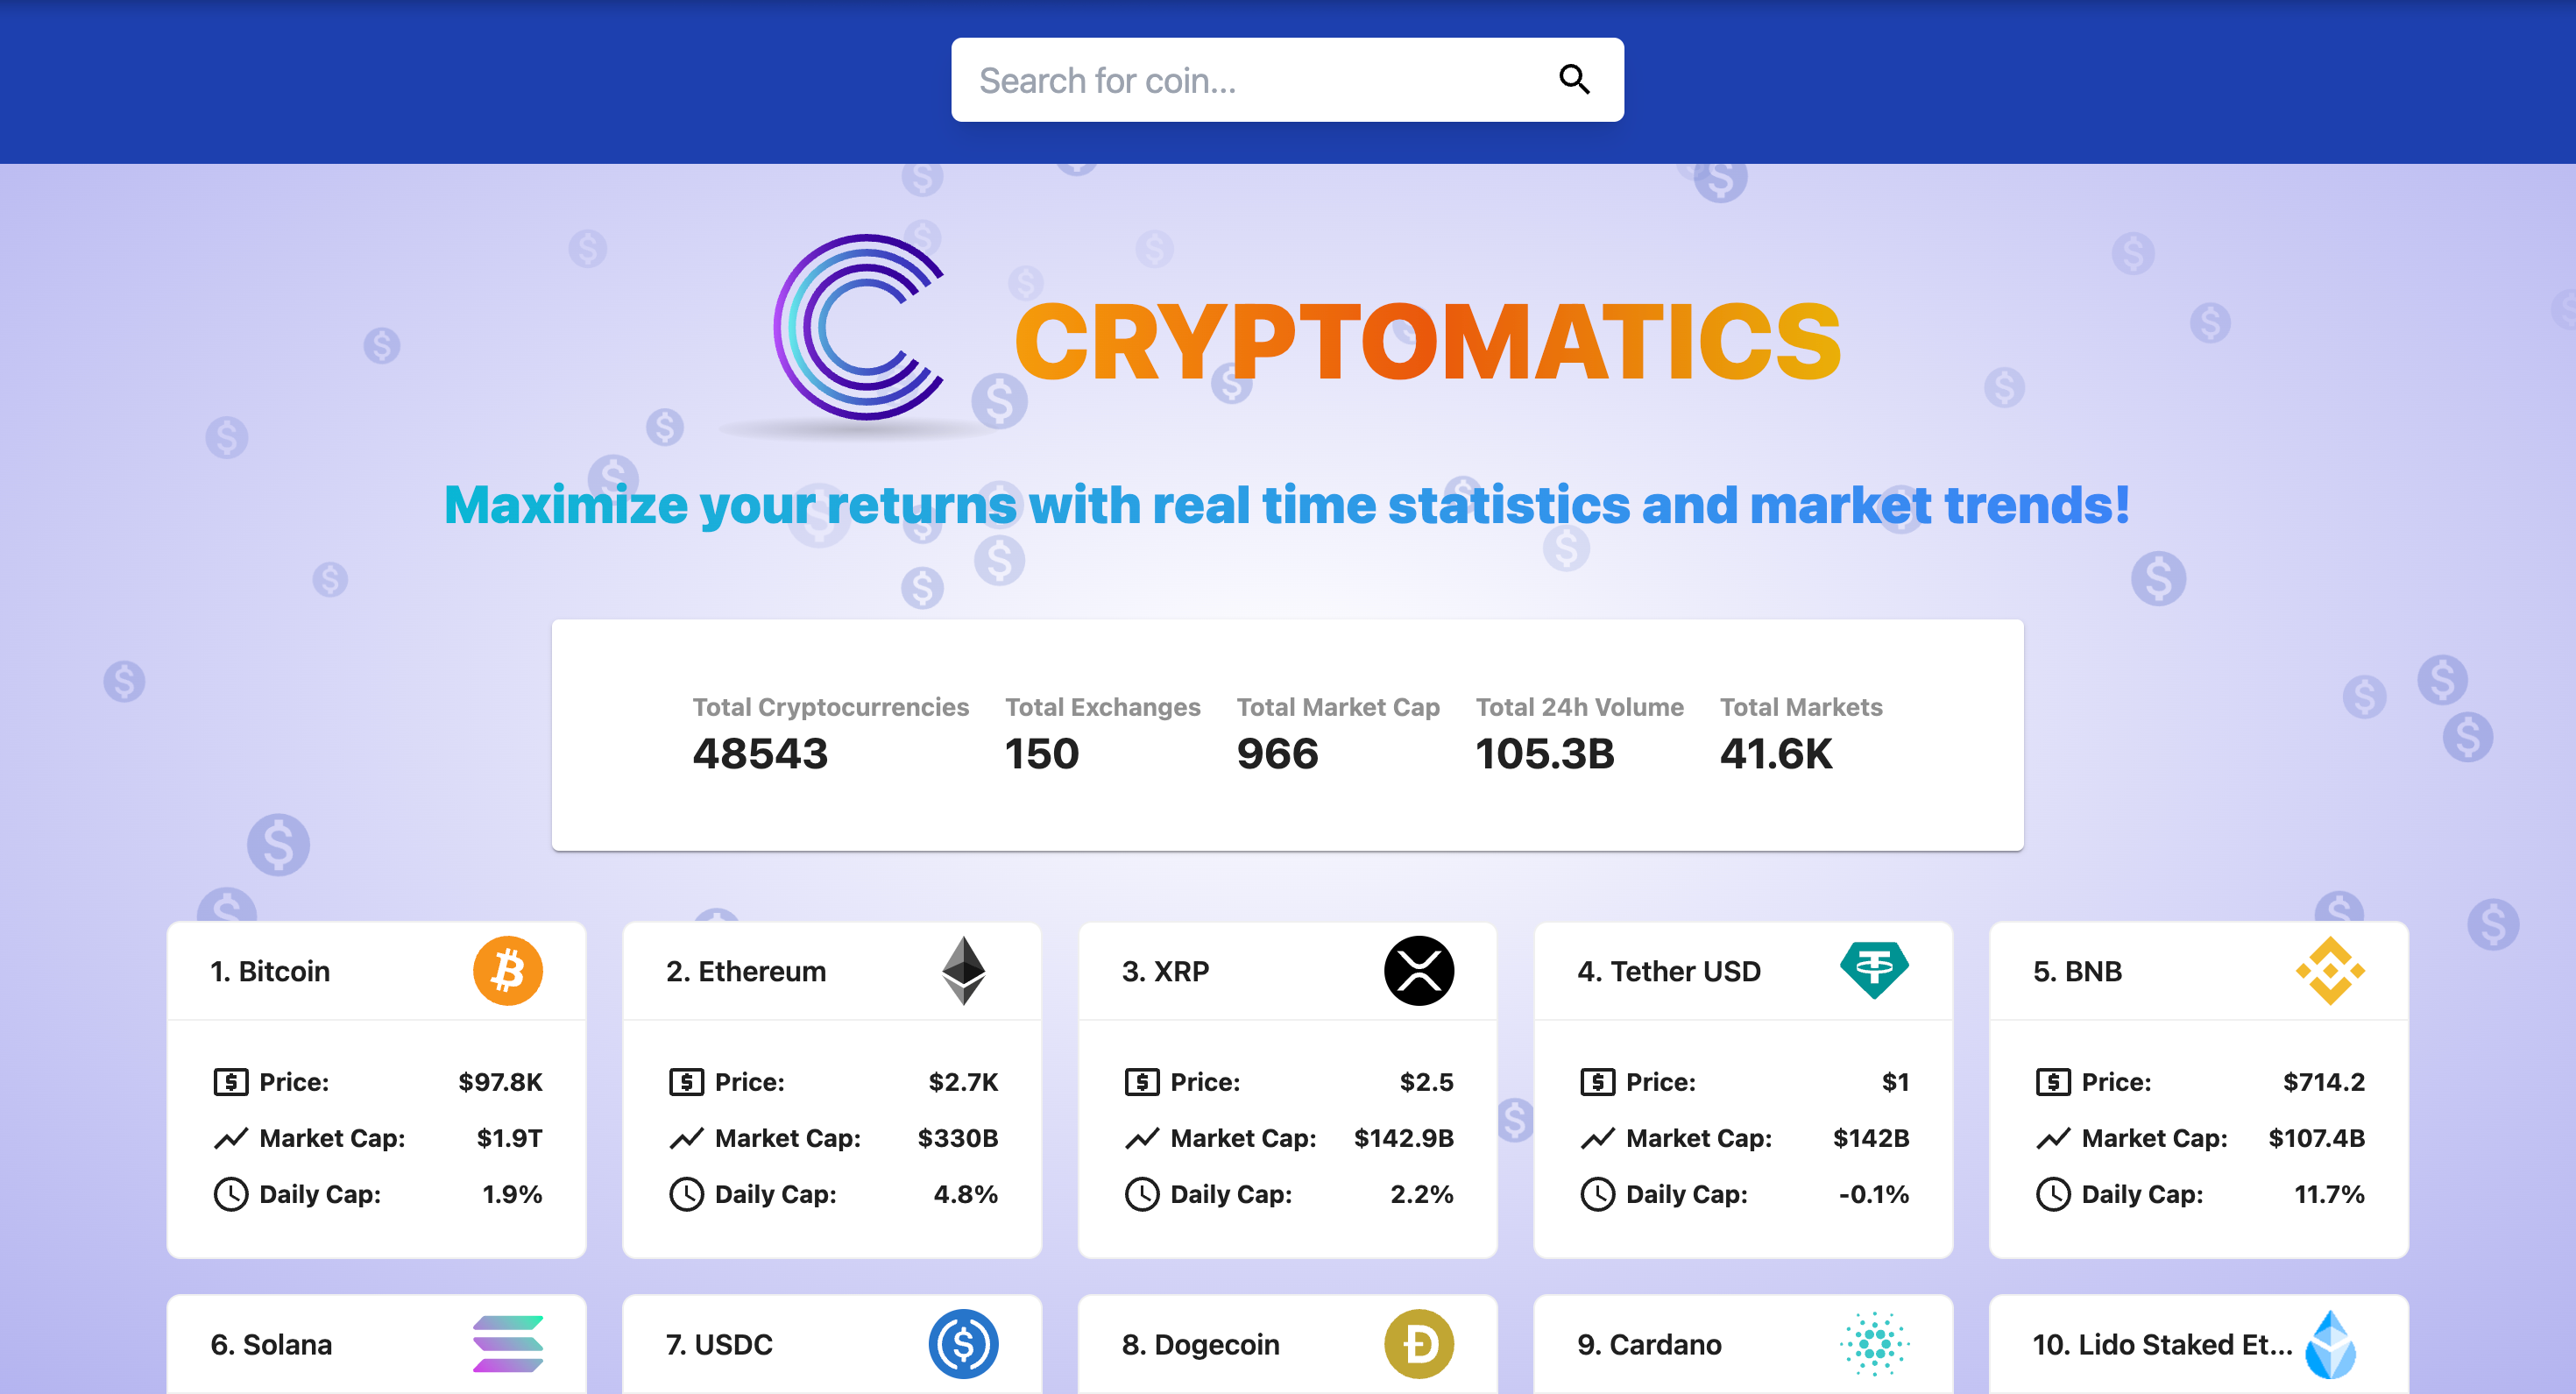 Search for coin...
CRYPTOMATICS
Maximize your returns with real time statistics and market trends!
Total Cryptocurrencies Total Exchanges Total Market Cap Total 24h Volume Total Markets
48543 150 966 105.3B 41.6K
1. Bitcoin
Price: $97.8K
Market Cap: $1.9T
Daily Cap: 1.9%
2. Ethereum
Price: $2.7K
Market Cap: $330B
Daily Cap: 4.8%
3. XRP
Price: $2.5
Market Cap: $142.9B
Daily Cap: 2.2%
4. Tether USD
Price: $1
Market Cap: $142B
Daily Cap: -0.1%
5. BNB
Price: $714.2
Market Cap: $107.4B
Daily Cap: 11.7%
6. Solana
7. USDC
8. Dogecoin
9. Cardano
10. Lido Staked Et...